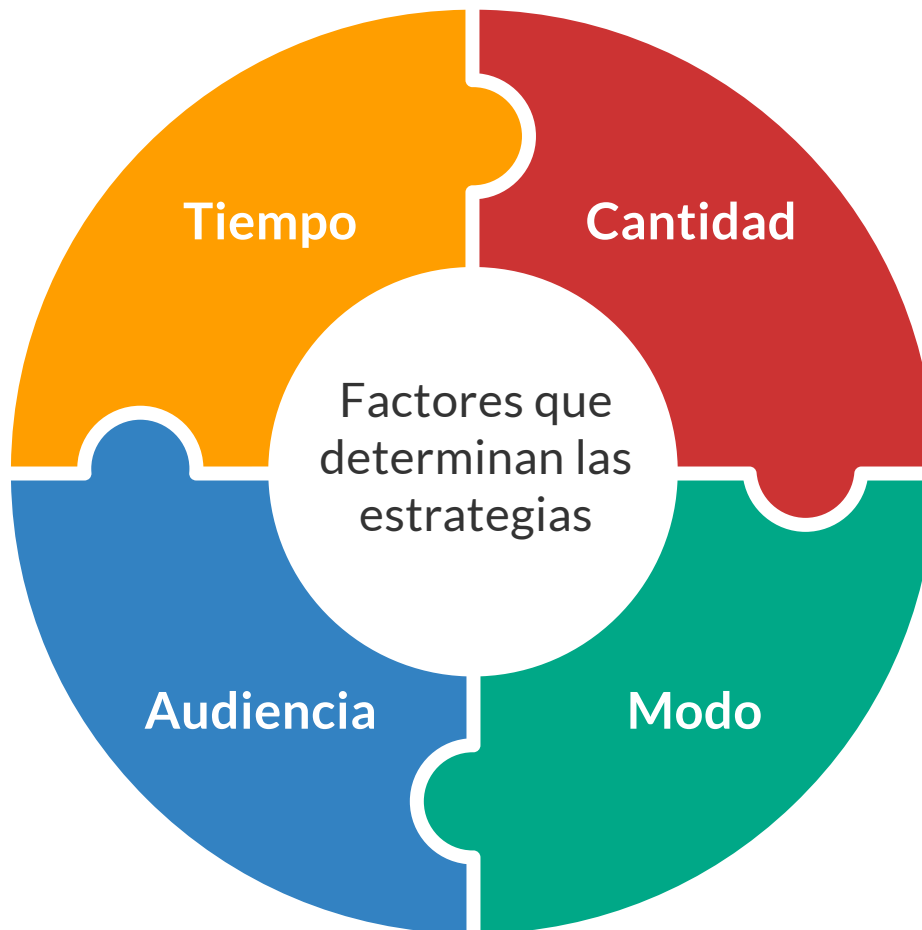 Tiempo
Cantidad
Factores que
determinan las
estrategias
Audiencia
Modo